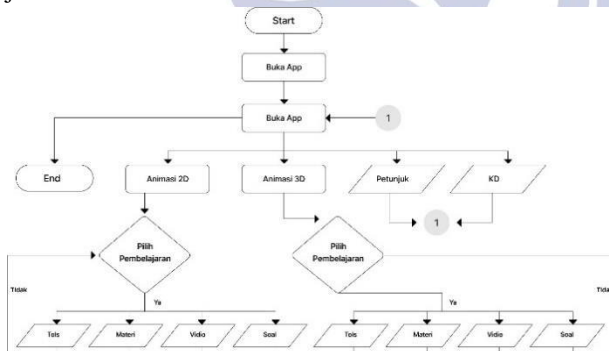 Start
Buka App
Buka App
1
End
Animasi 2D
Animasi 3D
Petunjuk
KD
1
Pilih
Pembelajaran
Pilih
Pembelajaran
Tidak
Ya
Ya
Tida
Tols
Materi
Vidio
Soal
Tols
Materi
Vidio
Soal